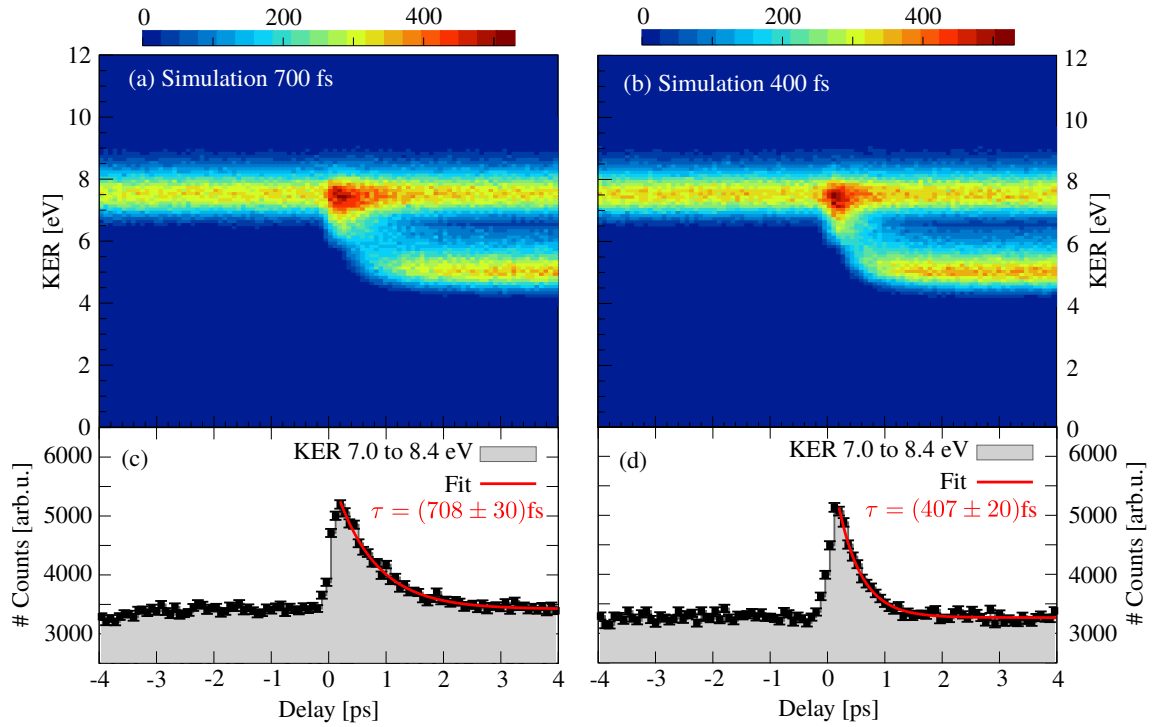 0 200 400
0 200 400
(a) Simulation 700 fs
(b) Simulation 400 fs
12
10
8
6
4
2
0
KER [eV]
12
10
8
6
4
2
0
KER [eV]
(c)
KER 7.0 to 8.4 eV
Fit
τ = (708 ± 30)fs
6000
5000
4000
3000
# Counts [arb.u.]
-4 -3 -2 -1 0 1 2 3 4
Delay [ps]
(d)
KER 7.0 to 8.4 eV
Fit
τ = (407 ± 20)fs
6000
5000
4000
3000
# Counts [arb.u.]
-4 -3 -2 -1 0 1 2 3 4
Delay [ps]